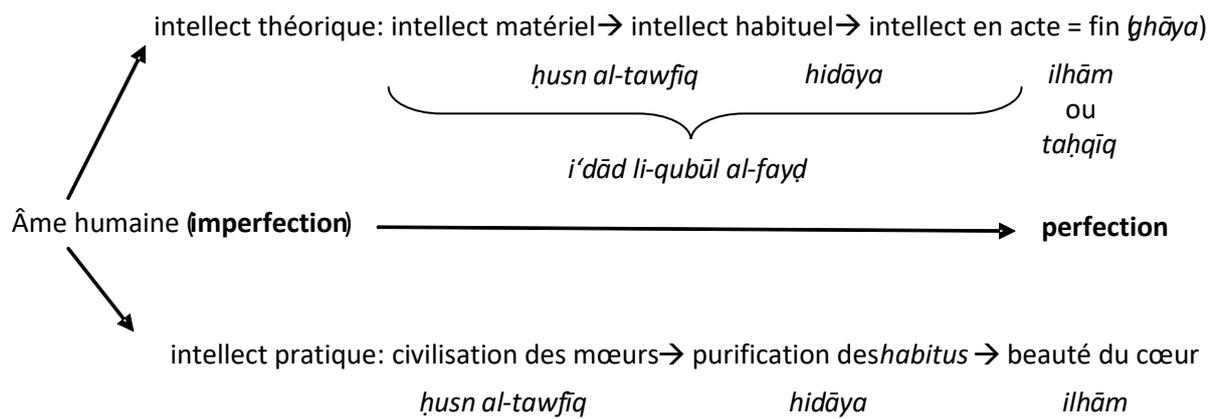 intellect théorique: intellect matériel→ intellect habituel→ intellect en acte = fin (ghāya)
ḥusn al-tawfīq hidāya ilhām
ou
taḥqīq
i‘dād li-qubūl al-fayḍ
Âme humaine (imperfection) perfection
intellect pratique: civilisation des mœurs→ purification des habitus → beauté du cœur
ḥusn al-tawfīq hidāya ilhām